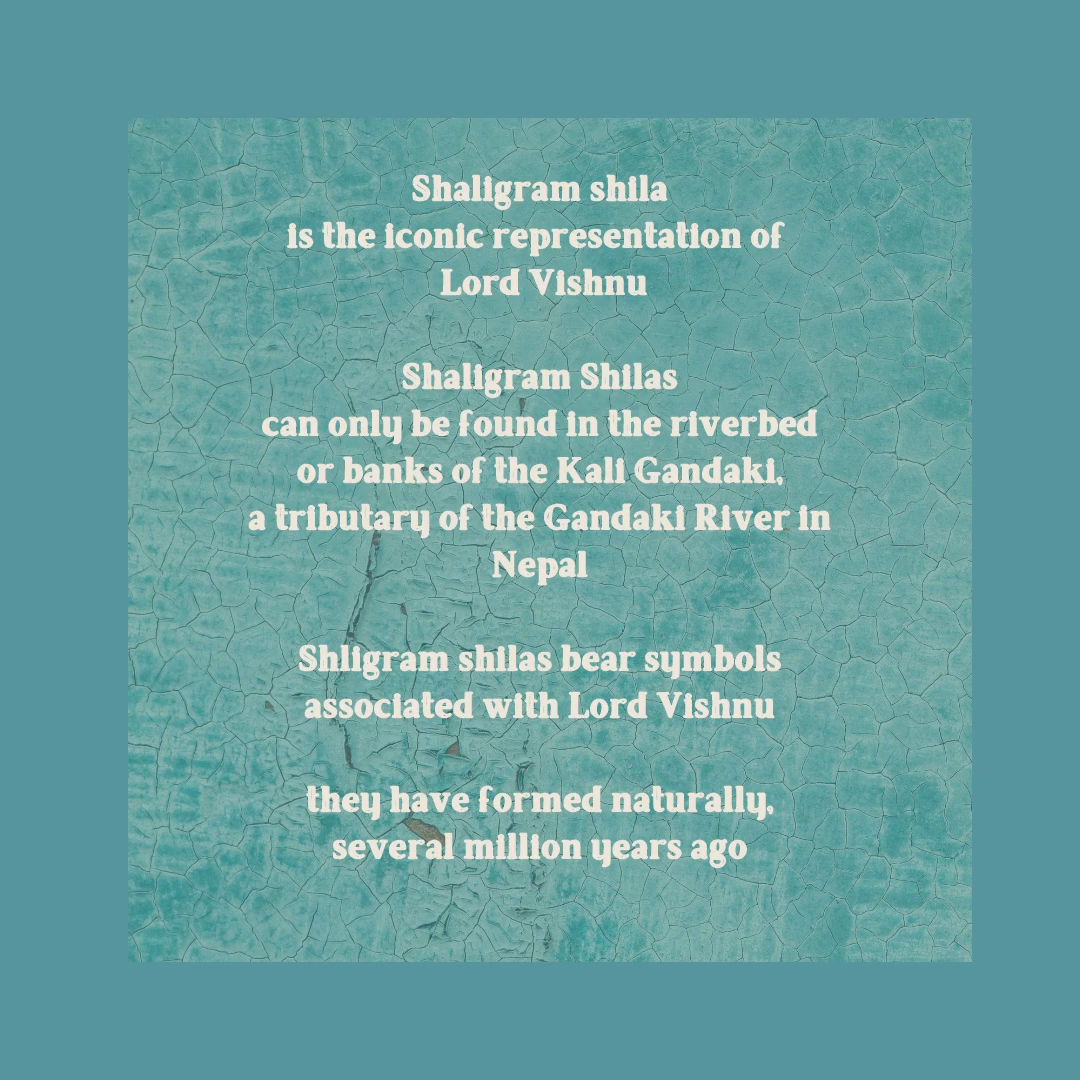 Shaligram shila
is the iconic representation of
Lord Vishnu
Shaligram Shilas
can only be found in the riverbed
or banks of the Kali Gandaki,
a tributary of the Gandaki River in
Nepal
Shligram shilas bear symbols
associated with Lord Vishnu
they have formed naturally,
several million years ago